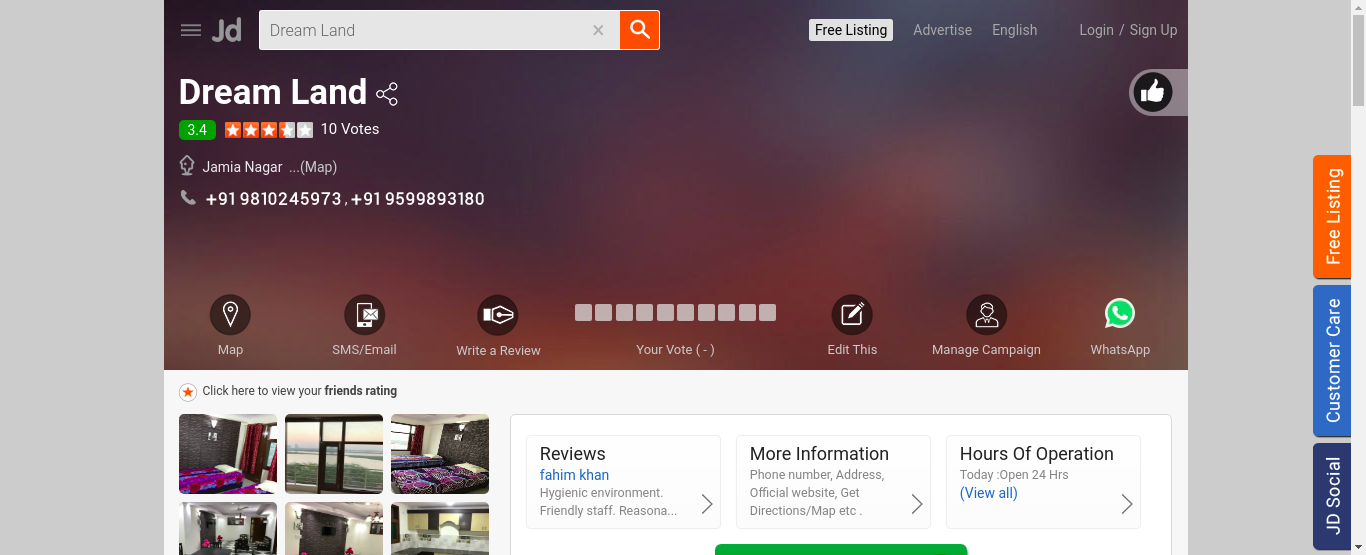 Jd
Dream Land
Free Listing
Advertise
English
Login / Sign Up
Dream Land
3.4 10 Votes
Jamia Nagar ...(Map)
+91 9810245973 , +91 9599893180
Map
SMS/Email
Write a Review
Your Vote ( - )
Edit This
Manage Campaign
WhatsApp
Free Listing
Customer Care
JD Social
Click here to view your friends rating
Reviews
fahim khan
Hygienic environment.
Friendly staff. Reasona...
More Information
Phone number, Address,
Official website, Get
Directions/Map etc .
Hours Of Operation
Today :Open 24 Hrs
(View all)